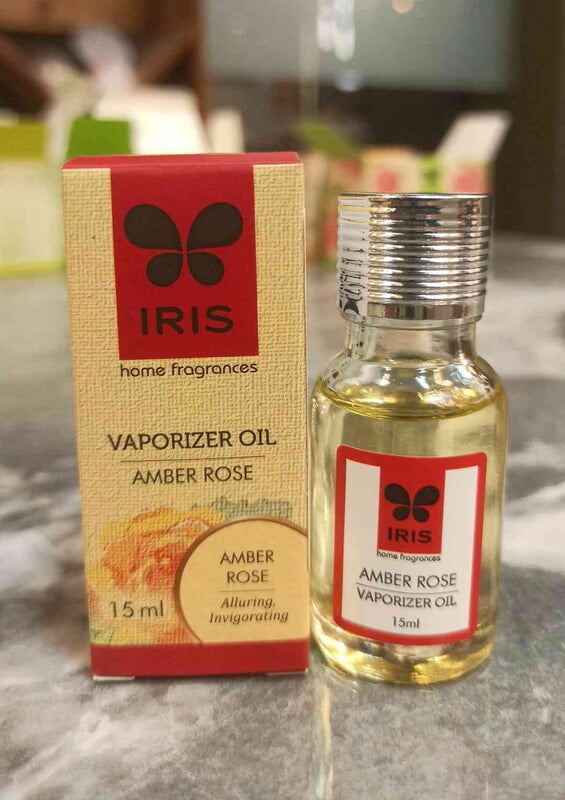 IRIS
home fragrances
VAPORIZER OIL
AMBER ROSE
AMBER
ROSE
Alluring,
Invigorating
15 ml
IRIS
home fragrances
AMBER ROSE
VAPORIZER OIL
15ml